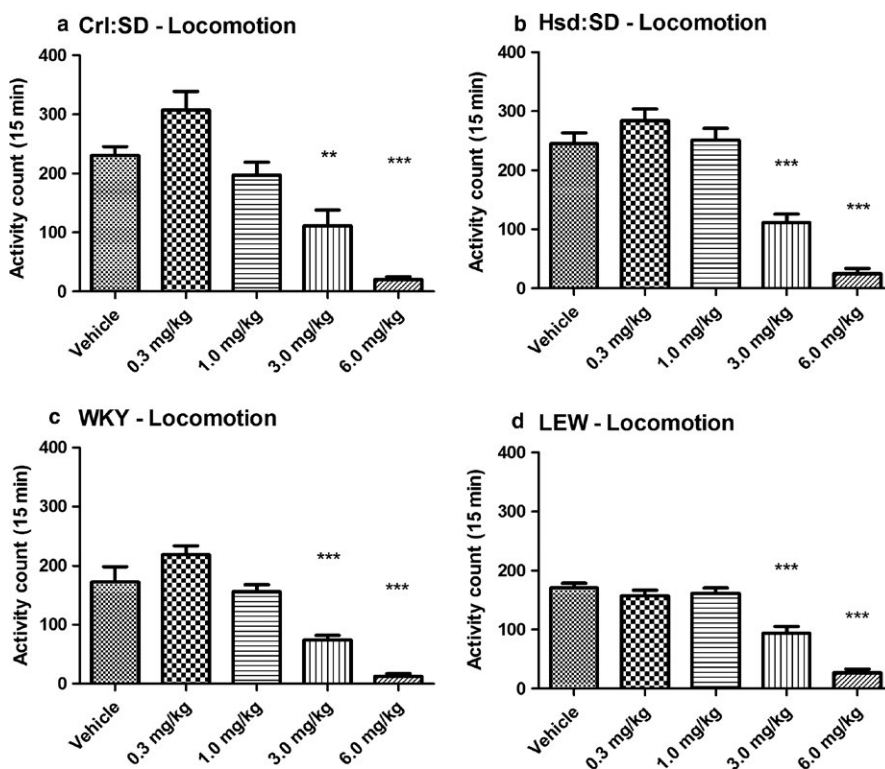 a Crl:SD - Locomotion
400
300
200
100
0
Activity count (15 min)
**
***
Vehicle
0.3 mg/kg
1.0 mg/kg
3.0 mg/kg
6.0 mg/kg
b Hsd:SD - Locomotion
400
300
200
100
0
Activity count (15 min)
***
***
Vehicle
0.3 mg/kg
1.0 mg/kg
3.0 mg/kg
6.0 mg/kg
c WKY - Locomotion
400
300
200
100
0
Activity count (15 min)
***
***
Vehicle
0.3 mg/kg
1.0 mg/kg
3.0 mg/kg
6.0 mg/kg
d LEW - Locomotion
400
300
200
100
0
Activity count (15 min)
***
***
Vehicle
0.3 mg/kg
1.0 mg/kg
3.0 mg/kg
6.0 mg/kg